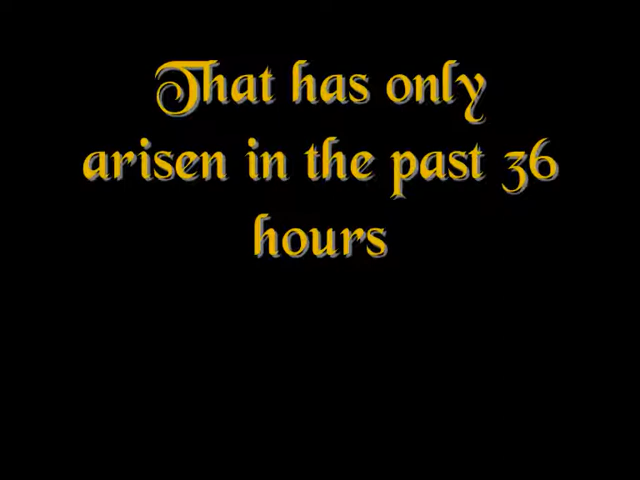 That has only
arisen in the past 36
hours